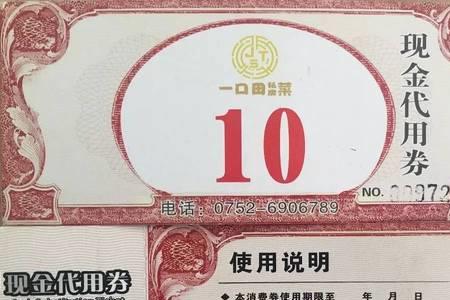 一口田私房菜
10
现金代用券
NO. 00972
电话：0752-6906789
现金代用券
使用说明
◆ 本消费券使用期限至 年 月 日